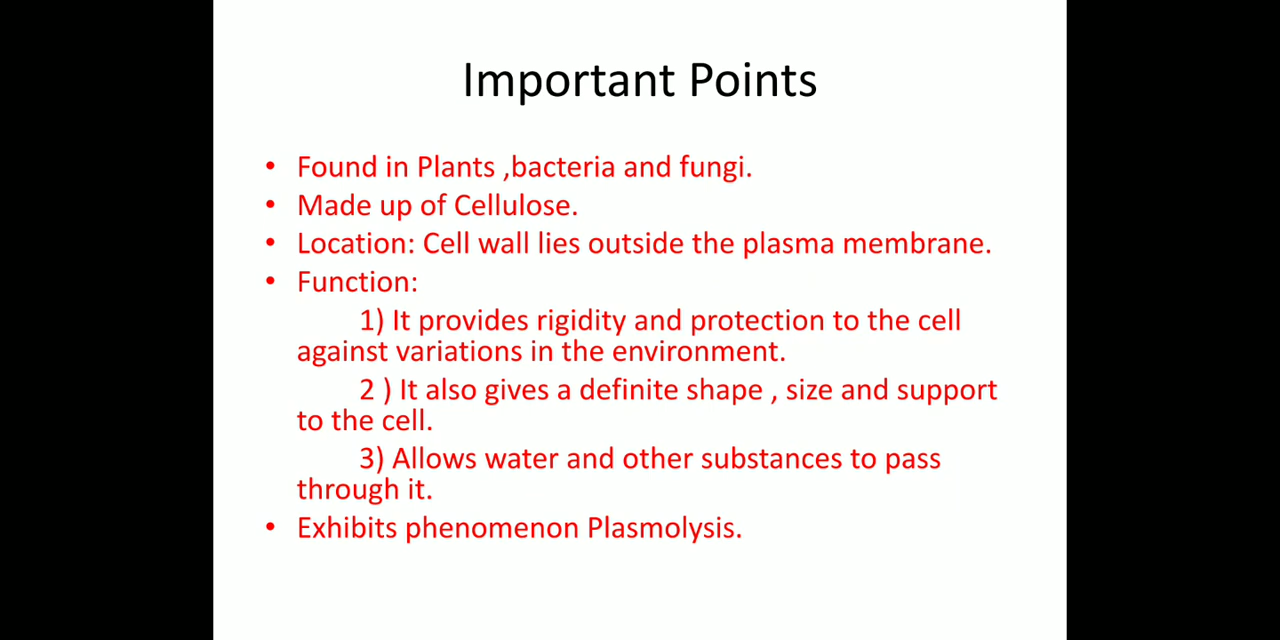 Important Points
• Found in Plants ,bacteria and fungi.
• Made up of Cellulose.
• Location: Cell wall lies outside the plasma membrane.
• Function:
1) It provides rigidity and protection to the cell
against variations in the environment.
2 ) It also gives a definite shape , size and support
to the cell.
3) Allows water and other substances to pass
through it.
• Exhibits phenomenon Plasmolysis.